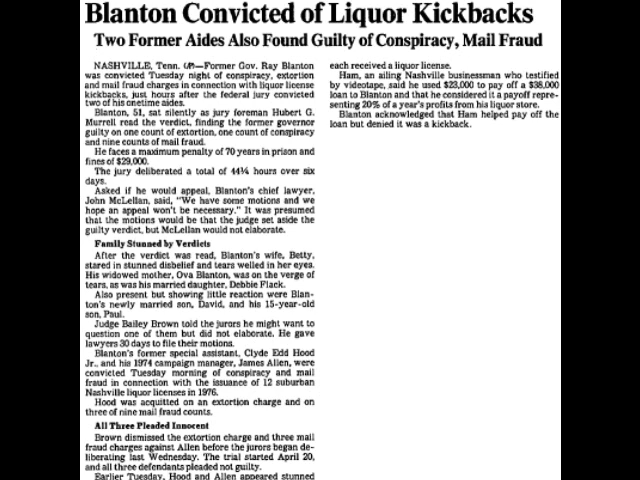 Blanton Convicted of Liquor Kickbacks
Two Former Aides Also Found Guilty of Conspiracy, Mail Fraud
NASHVILLE, Tenn. (AP)—Former Gov. Ray Blanton
was convicted Tuesday night of conspiracy, extortion
and mail fraud charges in connection with liquor license
kickbacks, just hours after the federal jury convicted
two of his onetime aides.
Blanton, 51, sat silently as jury foreman Hubert G.
Murrell read the verdict, finding the former governor
guilty on one count of extortion, one count of conspiracy
and nine counts of mail fraud.
He faces a maximum penalty of 70 years in prison and
fines of $29,000.
The jury deliberated a total of 44¼ hours over six
days.
Asked if he would appeal, Blanton's chief lawyer,
John McLellan, said, "We have some motions and we
hope an appeal won't be necessary." It was presumed
that the motions would be that the judge set aside the
guilty verdict, but McLellan would not elaborate.
Family Stunned by Verdicts
After the verdict was read, Blanton's wife, Betty,
stared in stunned disbelief and tears welled in her eyes.
His widowed mother, Ova Blanton, was on the verge of
tears, as was his married daughter, Debbie Flack.
Also present but showing little reaction were Blan-
ton's newly married son, David, and his 15-year-old
son, Paul.
Judge Bailey Brown told the jurors he might want to
question one of them but did not elaborate. He gave
lawyers 30 days to file their motions.
Blanton's former special assistant, Clyde Edd Hood
Jr., and his 1974 campaign manager, James Allen, were
convicted Tuesday morning of conspiracy and mail
fraud in connection with the issuance of 12 suburban
Nashville liquor licenses in 1976.
Hood was acquitted on an extortion charge and on
three of nine mail fraud counts.
All Three Pleaded Innocent
Brown dismissed the extortion charge and three mail
fraud charges against Allen before the jurors began de-
liberating last Wednesday. The trial started April 20,
and all three defendants pleaded not guilty.
Earlier Tuesday, Hood and Allen appeared stunned
each received a liquor license.
Ham, an ailing Nashville businessman who testified
by videotape, said he used $23,000 to pay off a $38,000
loan to Blanton and that he considered it a payoff repre-
senting 20% of a year's profits from his liquor store.
Blanton acknowledged that Ham helped pay off the
loan but denied it was a kickback.